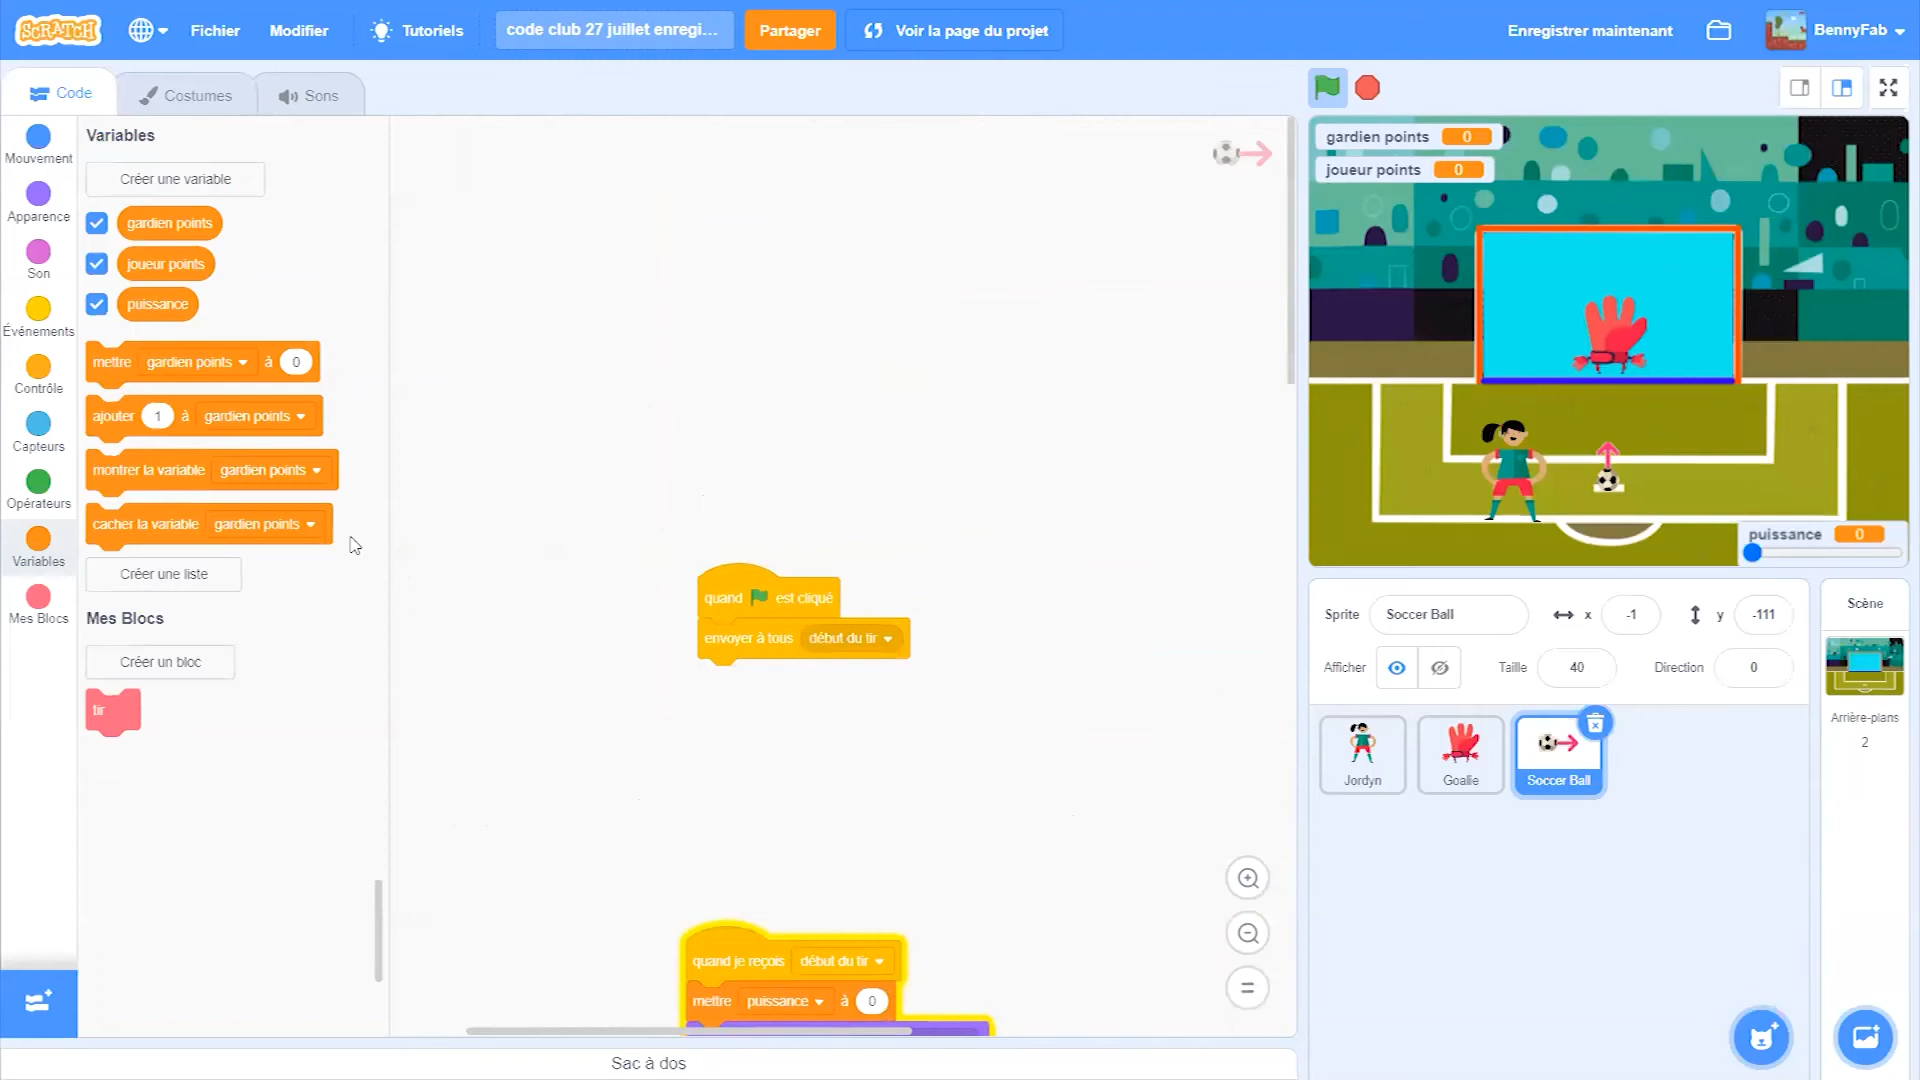 SCRATCH
Fichier
Modifier
Tutoriels
code club 27 juillet enregi...
Partager
Voir la page du projet
Enregistrer maintenant
BennyFab
Code
Costumes
Sons
Mouvement
Apparence
Son
Événements
Contrôle
Capteurs
Opérateurs
Variables
Mes Blocs
Variables
Créer une variable
gardien points
joueur points
puissance
mettre gardien points à 0
ajouter 1 à gardien points
montrer la variable gardien points
cacher la variable gardien points
Créer une liste
Mes Blocs
Créer un bloc
tir
quand est cliqué
envoyer à tous début du tir
quand je reçois début du tir
mettre puissance à 0
Sac à dos
gardien points 0
joueur points 0
puissance 0
Sprite Soccer Ball x -1 y -111
Afficher Taille 40 Direction 0
Jordyn
Goalie
Soccer Ball
Scène
Arrière-plans
2